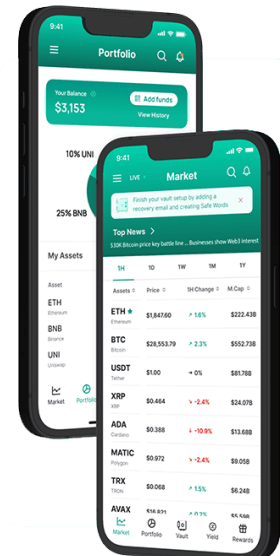 9:41
Portfolio
Your Balance
$3,153
Add funds
View History
10% UNI
25% BNB
My Assets
Asset
ETH
Ethereum
BNB
Binance
UNI
Uniswap
Market
Portfolio
9:41
LIVE
Market
Finish your vault setup by adding a
recovery email and creating Safe Words
Top News
$30K Bitcoin price key battle line ... Businesses show Web3 interest
1H 1D 1W 1M 1Y
Assets Price 1H Change M.Cap
ETH $1,847.60 1.6% $222.43B
Ethereum
BTC $28,553.79 2.3% $552.73B
Bitcoin
USDT $1.00 0% $81.78B
Tether
XRP $0.464 -2.4% $24.07B
XRP
ADA $0.388 -10.9% $13.68B
Cardano
MATIC $0.972 -2.4% $9.05B
Polygon
TRX $0.068 1.5% $6.24B
TRON
AVAX
Market Portfolio Vault Yield Rewards